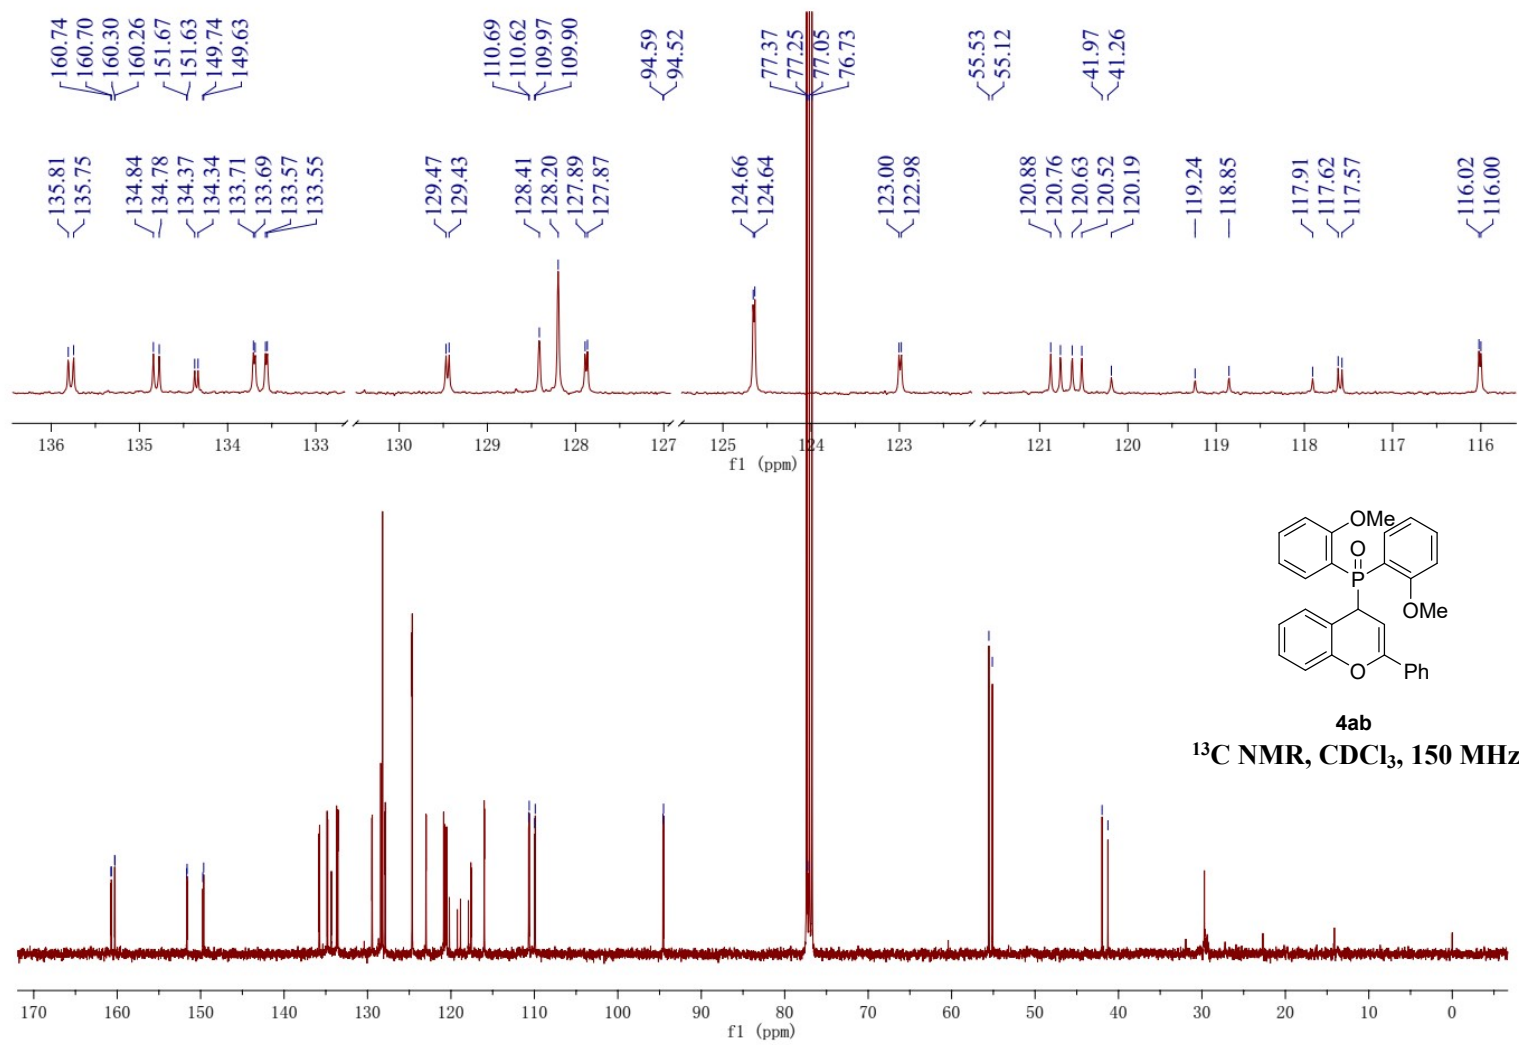 160.74 160.70 160.30 160.26 151.67 151.63 149.74 149.63 110.69 110.62 109.97 109.90 94.59 94.52 77.37 77.25 77.05 76.73 55.53 55.12 41.97 41.26
135.81 135.75 134.84 134.78 134.37 134.34 133.71 133.69 133.57 133.55 129.47 129.43 128.41 128.20 127.89 127.87 124.66 124.64 123.00 122.98 120.88 120.76 120.63 120.52 120.19 119.24 118.85 117.91 117.62 117.57 116.02 116.00
136 135 134 133 130 129 128 127 125 124 123 121 120 119 118 117 116
f1 (ppm)
OMe
O
P
OMe
O
Ph
4ab
13C NMR, CDCl3, 150 MHz
170 160 150 140 130 120 110 100 90 80 70 60 50 40 30 20 10 0
f1 (ppm)